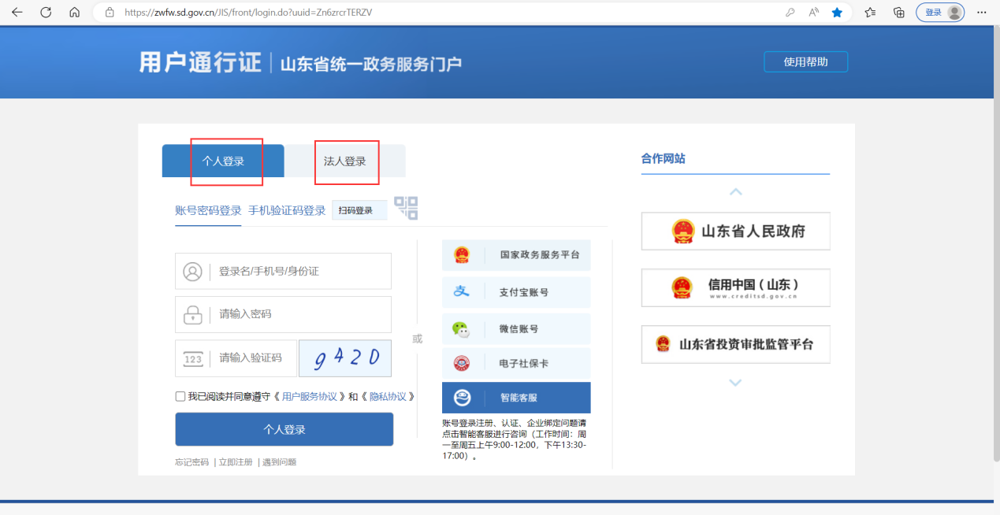 https://zwfw.sd.gov.cn/JIS/front/login.do?uuid=Zn6zrcrTERZV
登录
用户通行证 | 山东省统一政务服务门户
使用帮助
个人登录
法人登录
账号密码登录 手机验证码登录 扫码登录
登录名/手机号/身份证
请输入密码
123 请输入验证码
g42D
我已阅读并同意遵守《 用户服务协议 》和《 隐私协议 》
个人登录
忘记密码 | 立即注册 | 遇到问题
或
国家政务服务平台
支付宝账号
微信账号
电子社保卡
智能客服
账号登录注册、认证、企业绑定问题请
点击智能客服进行咨询（工作时间：周
一至周五上午9:00-12:00，下午13:30-
17:00）。
合作网站
山东省人民政府
信用中国（山东）
www.creditsd.gov.cn
山东省投资审批监管平台